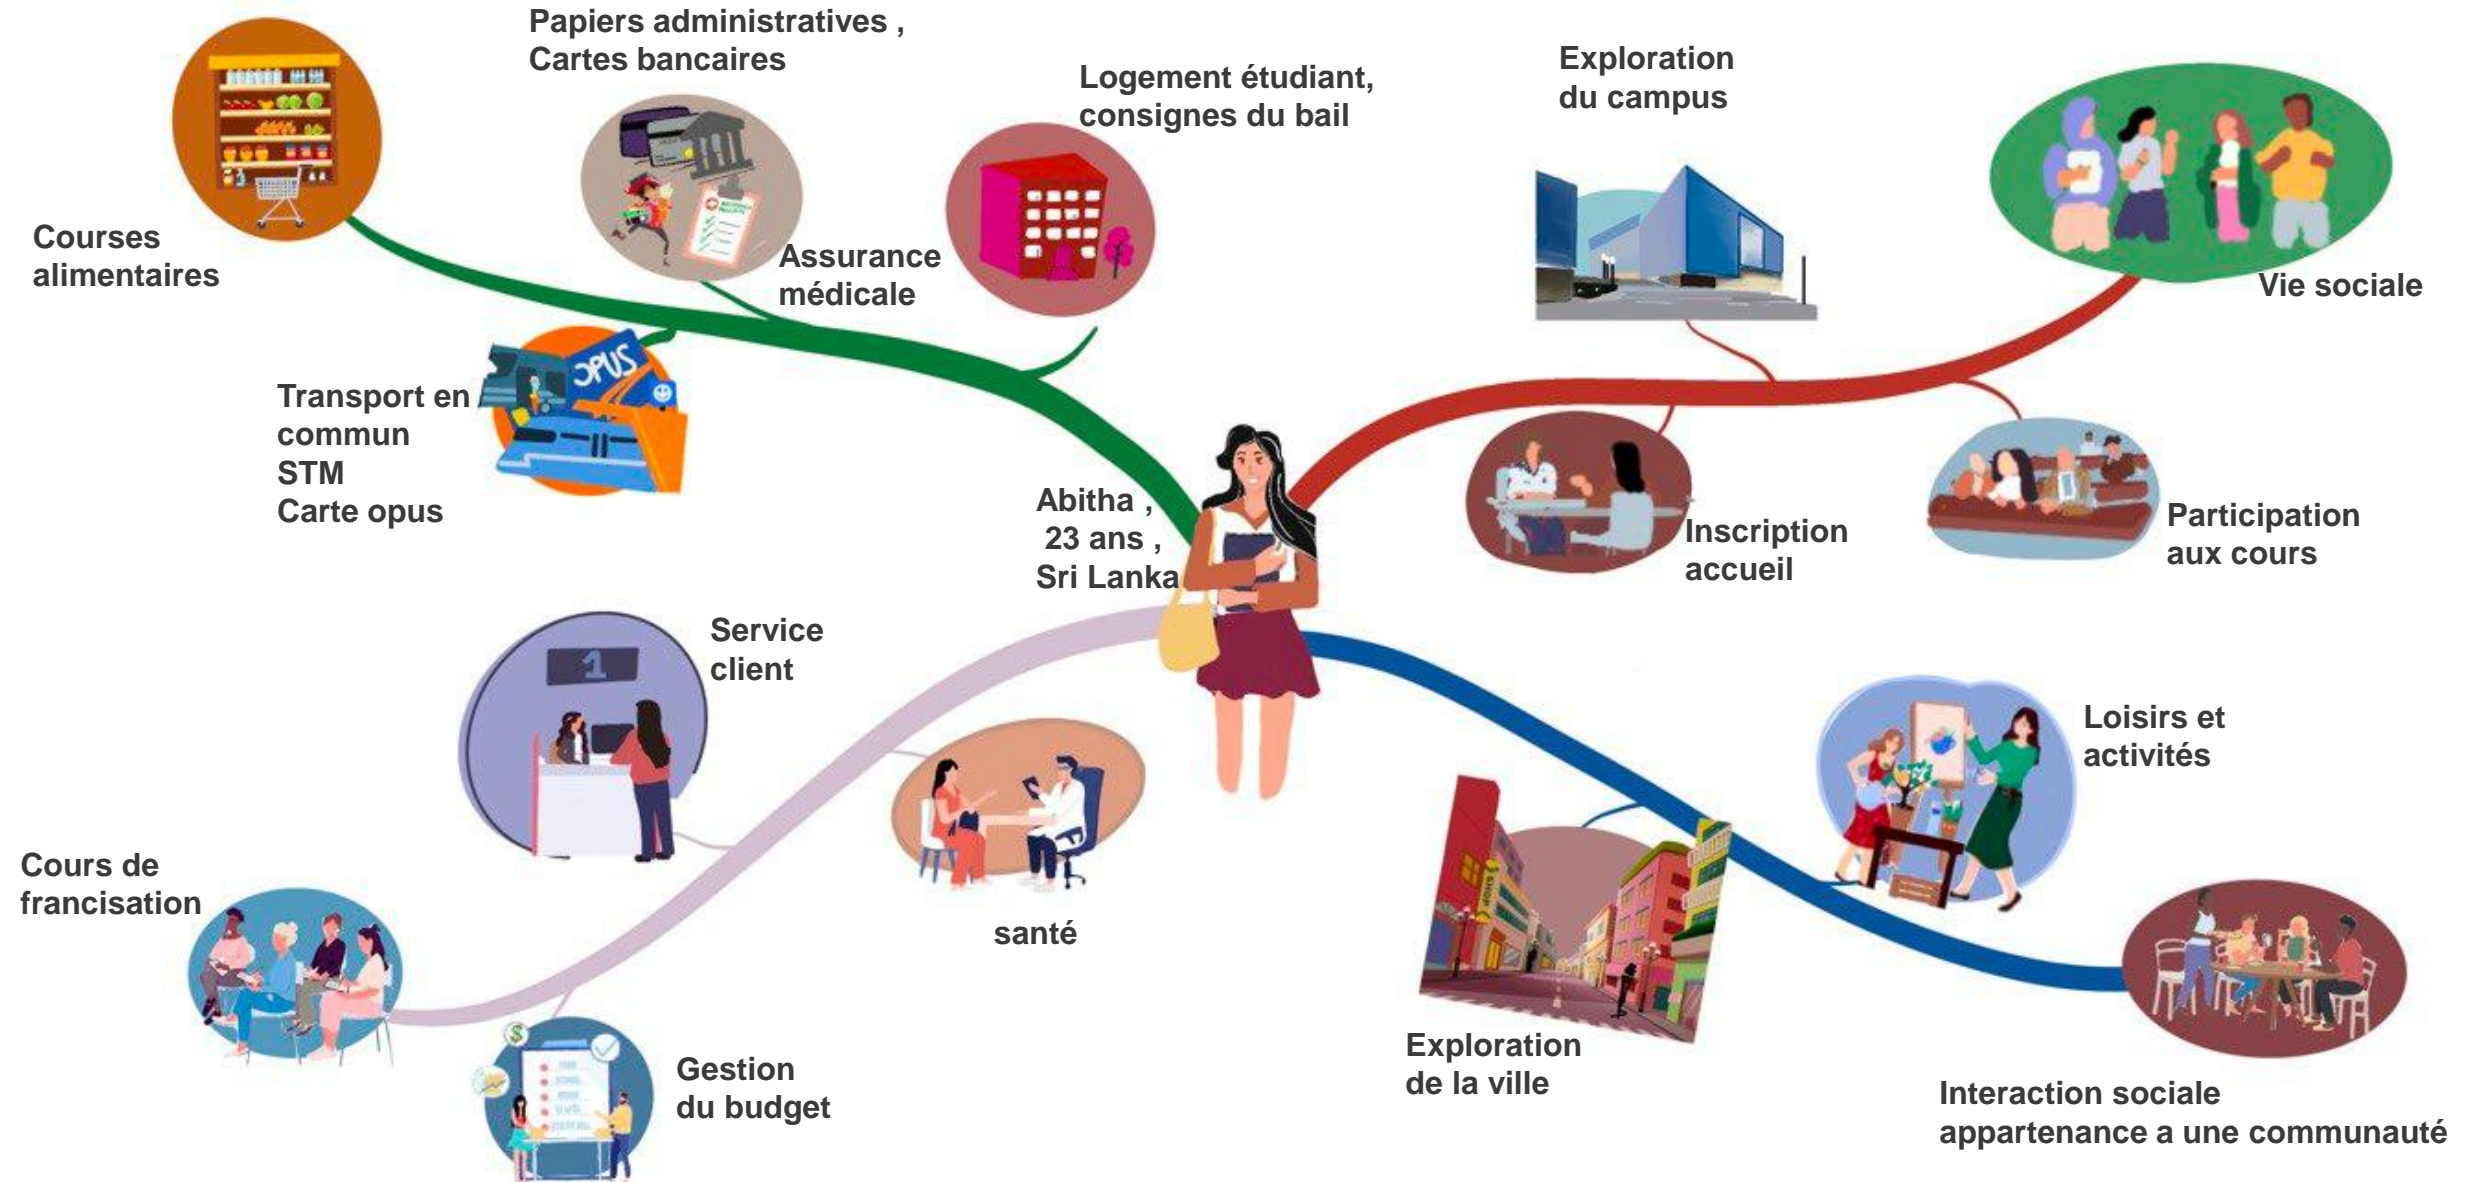 Papiers administratives ,
Cartes bancaires
Logement étudiant,
consignes du bail
Exploration
du campus
Courses
alimentaires
Assurance
médicale
Vie sociale
OPUS
Transport en
commun
STM
Carte opus
Abitha ,
23 ans ,
Sri Lanka
Inscription
accueil
Participation
aux cours
Service
client
1
Loisirs et
activités
santé
SHOP
Cours de
francisation
$
Gestion
du budget
Exploration
de la ville
Interaction sociale
appartenance a une communauté